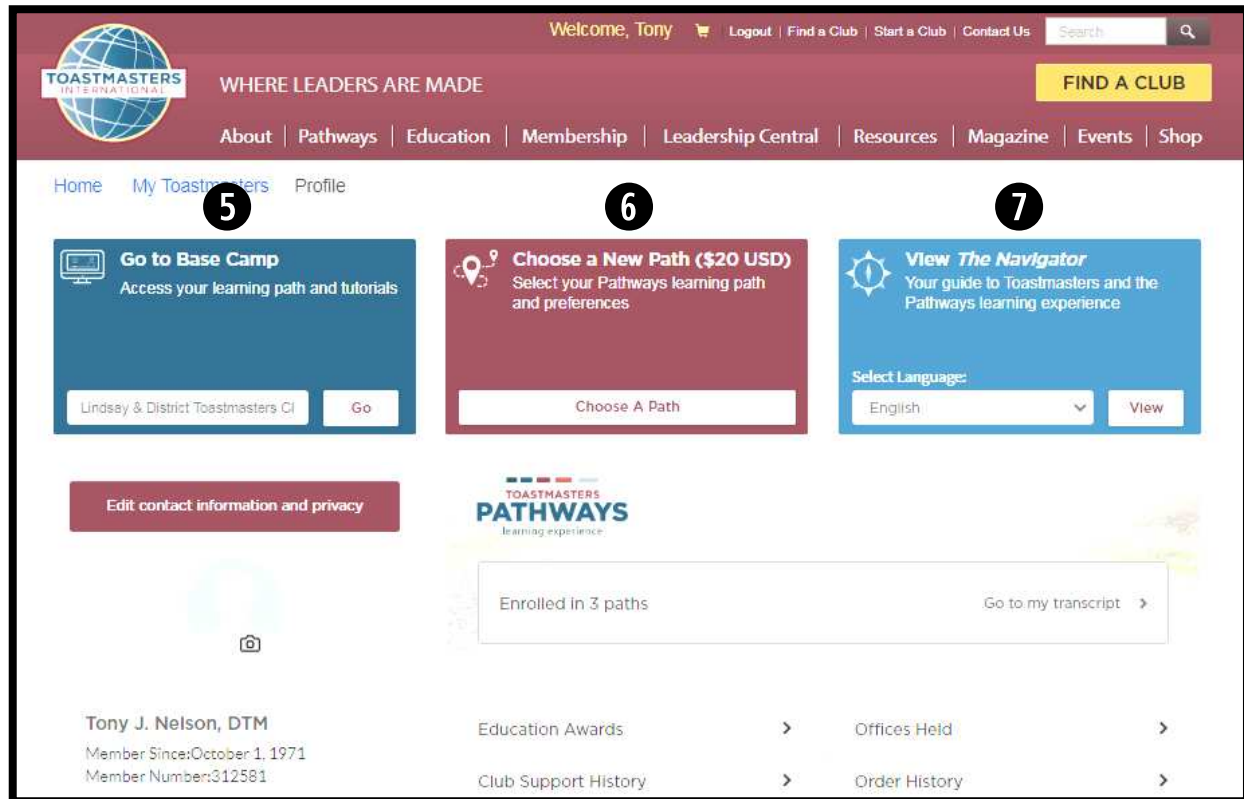 Welcome, Tony Logout | Find a Club | Start a Club | Contact Us Search
TOASTMASTERS
INTERNATIONAL
WHERE LEADERS ARE MADE
FIND A CLUB
About | Pathways | Education | Membership | Leadership Central | Resources | Magazine | Events | Shop
Home My Toastmasters Profile
5 6 7
Go to Base Camp
Access your learning path and tutorials
Lindsay & District Toastmasters Cl Go
Choose a New Path ($20 USD)
Select your Pathways learning path
and preferences
Choose A Path
View The Navigator
Your guide to Toastmasters and the
Pathways learning experience
Select Language:
English View
Edit contact information and privacy
TOASTMASTERS
PATHWAYS
learning experience
Enrolled in 3 paths Go to my transcript
Tony J. Nelson, DTM
Member Since:October 1, 1971
Member Number:312581
Education Awards Offices Held
Club Support History Order History